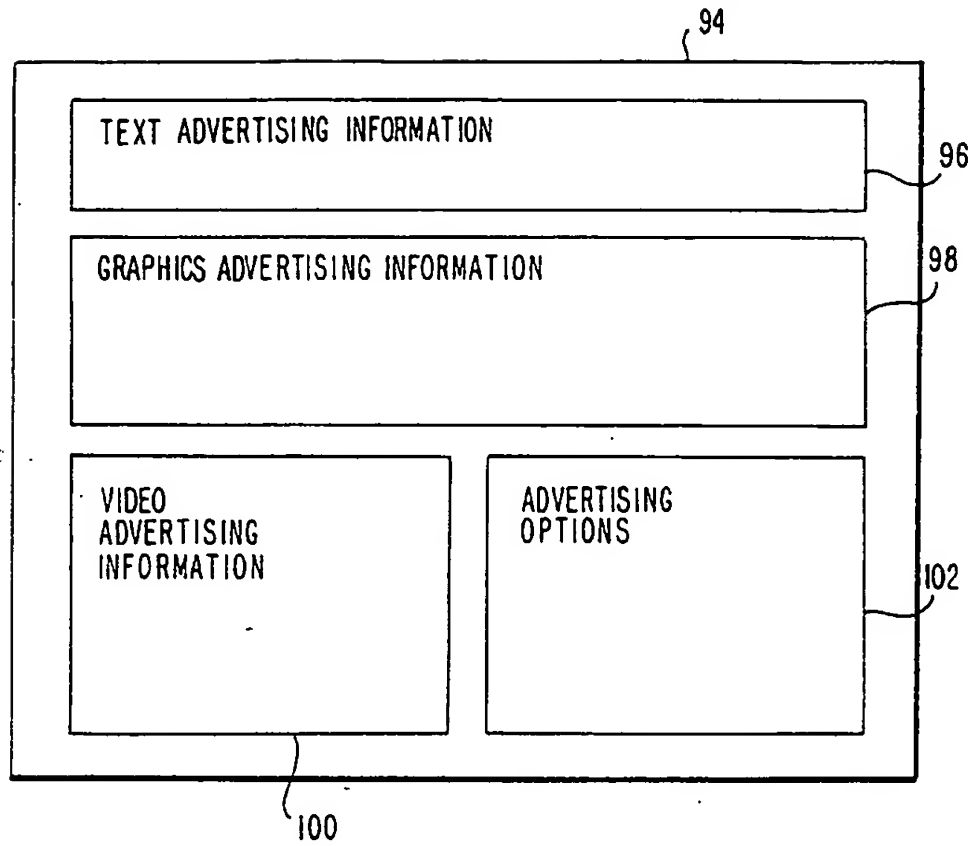 94
TEXT ADVERTISING INFORMATION
96
GRAPHICS ADVERTISING INFORMATION
98
VIDEO
ADVERTISING
INFORMATION
ADVERTISING
OPTIONS
102
100